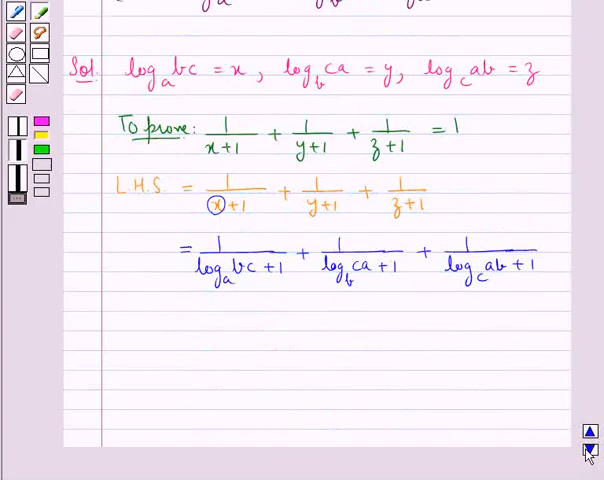 Sol. log_a bc = x, log_b ca = y, log_c ab = z
To prove: 1/(x+1) + 1/(y+1) + 1/(z+1) = 1
L.H.S. = 1/(x+1) + 1/(y+1) + 1/(z+1)
= 1/(log_a bc + 1) + 1/(log_b ca + 1) + 1/(log_c ab + 1)